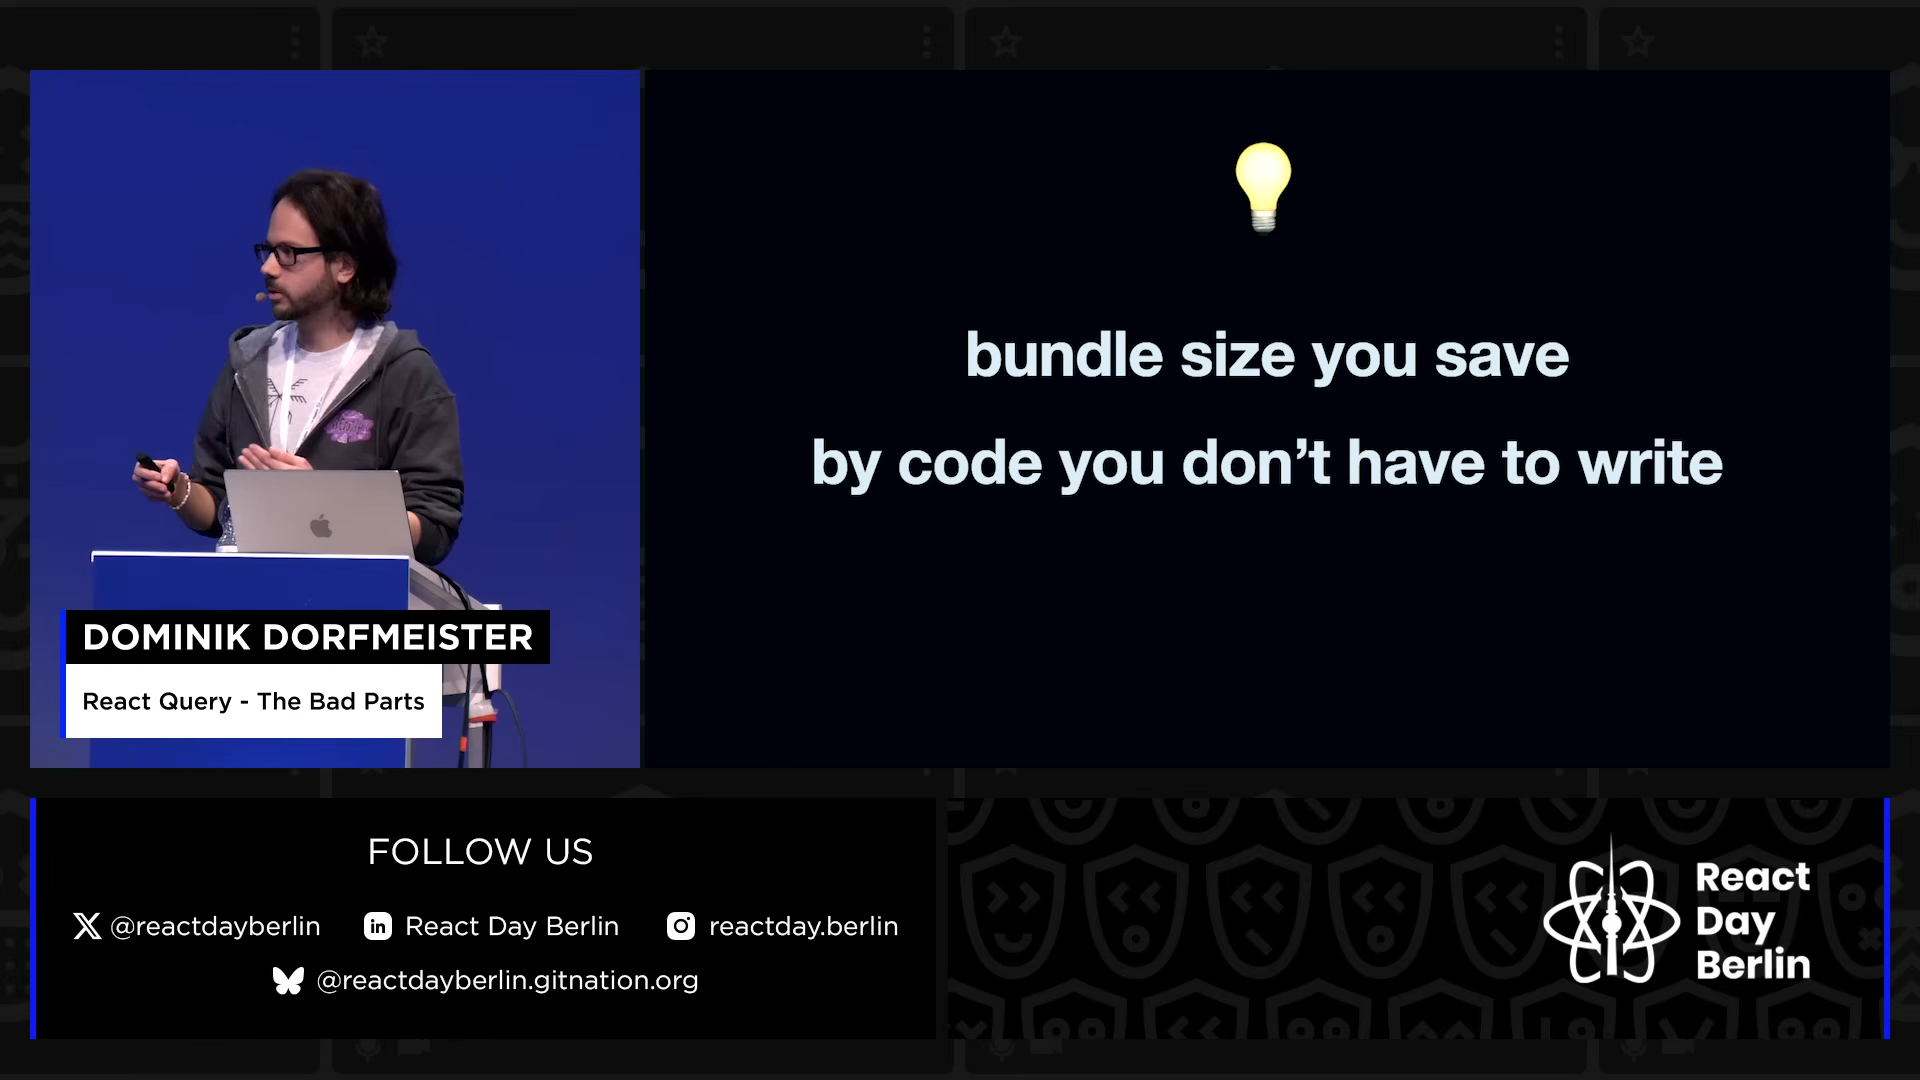 bundle size you save
by code you don’t have to write
DOMINIK DORFMEISTER
React Query - The Bad Parts
FOLLOW US
@reactdayberlin
React Day Berlin
reactday.berlin
@reactdayberlin.gitnation.org
React
Day
Berlin